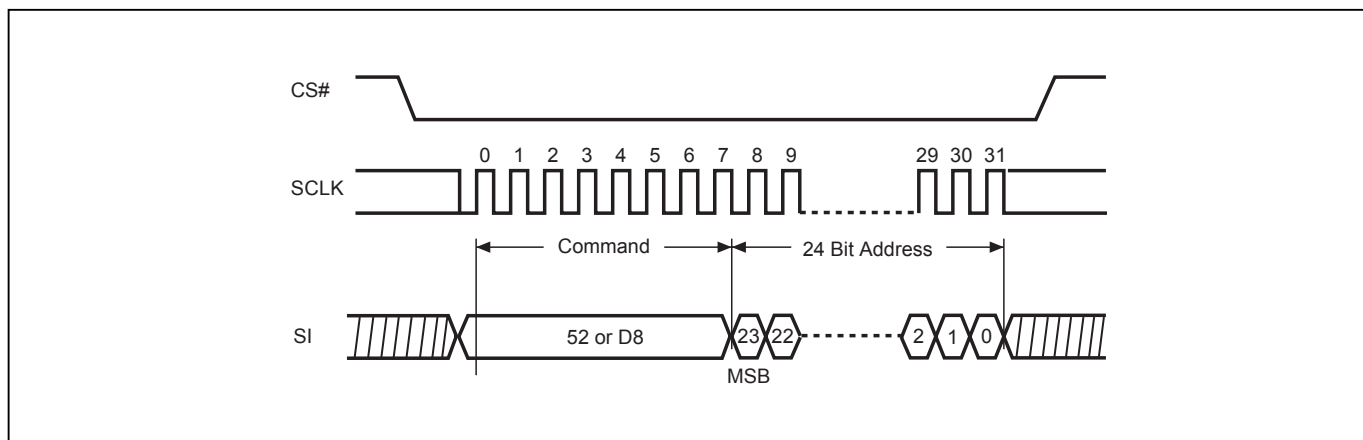 CS#
0 1 2 3 4 5 6 7 8 9 29 30 31
SCLK
Command 24 Bit Address
SI 52 or D8 23 22 2 1 0
MSB